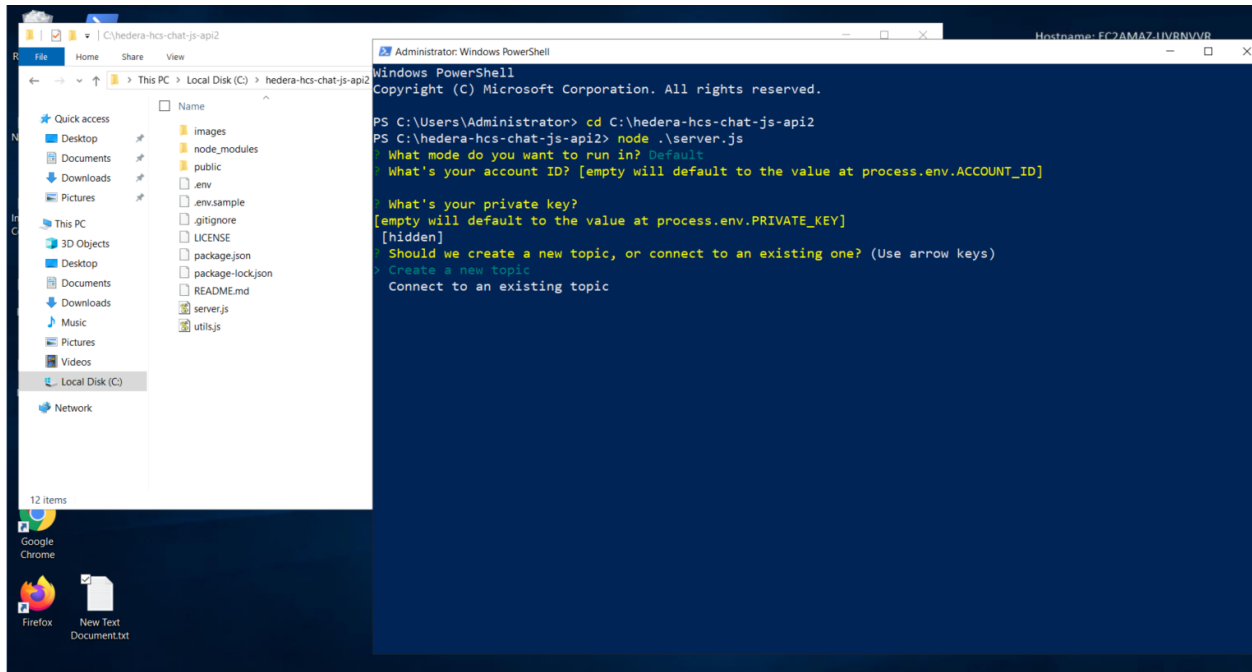 C:\hedera-hcs-chat-js-api2
Hostname: EC2AMAZ-UVRNVVR
File Home Share View
This PC > Local Disk (C:) > hedera-hcs-chat-js-api2
Name
Quick access
Desktop
Documents
Downloads
Pictures
This PC
3D Objects
Desktop
Documents
Downloads
Music
Pictures
Videos
Local Disk (C:)
Network
images
node_modules
public
.env
.env.sample
.gitignore
LICENSE
package.json
package-lock.json
README.md
server.js
utils.js
12 items
Administrator: Windows PowerShell
Windows PowerShell
Copyright (C) Microsoft Corporation. All rights reserved.
PS C:\Users\Administrator> cd C:\hedera-hcs-chat-js-api2
PS C:\hedera-hcs-chat-js-api2> node .\server.js
? What mode do you want to run in? Default
? What's your account ID? [empty will default to the value at process.env.ACCOUNT_ID]
? What's your private key?
[empty will default to the value at process.env.PRIVATE_KEY]
[hidden]
? Should we create a new topic, or connect to an existing one? (Use arrow keys)
> Create a new topic
Connect to an existing topic
Google
Chrome
Firefox
New Text
Document.txt